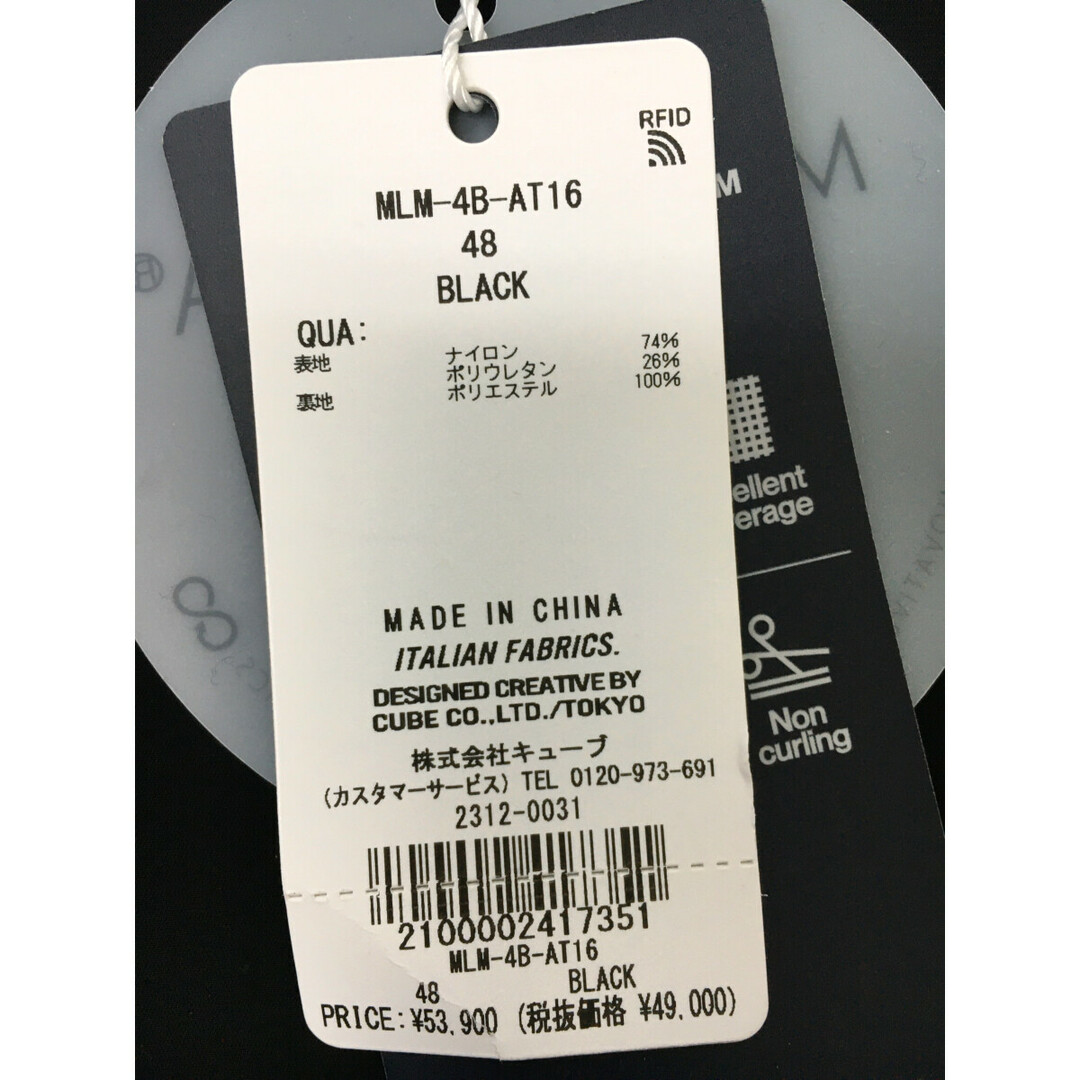 RFID
MLM-4B-AT16
48
BLACK
QUA:
表地 ナイロン 74%
ポリウレタン 26%
裏地 ポリエステル 100%
MADE IN CHINA
ITALIAN FABRICS.
DESIGNED CREATIVE BY
CUBE CO.,LTD./TOKYO
株式会社キューブ
(カスタマーサービス) TEL 0120-973-691
2312-0031
2100002417351
MLM-4B-AT16
48 BLACK
PRICE:¥53,900 (税抜価格 ¥49,000)
M
ellent
erage
Non
curling
M
A®
S